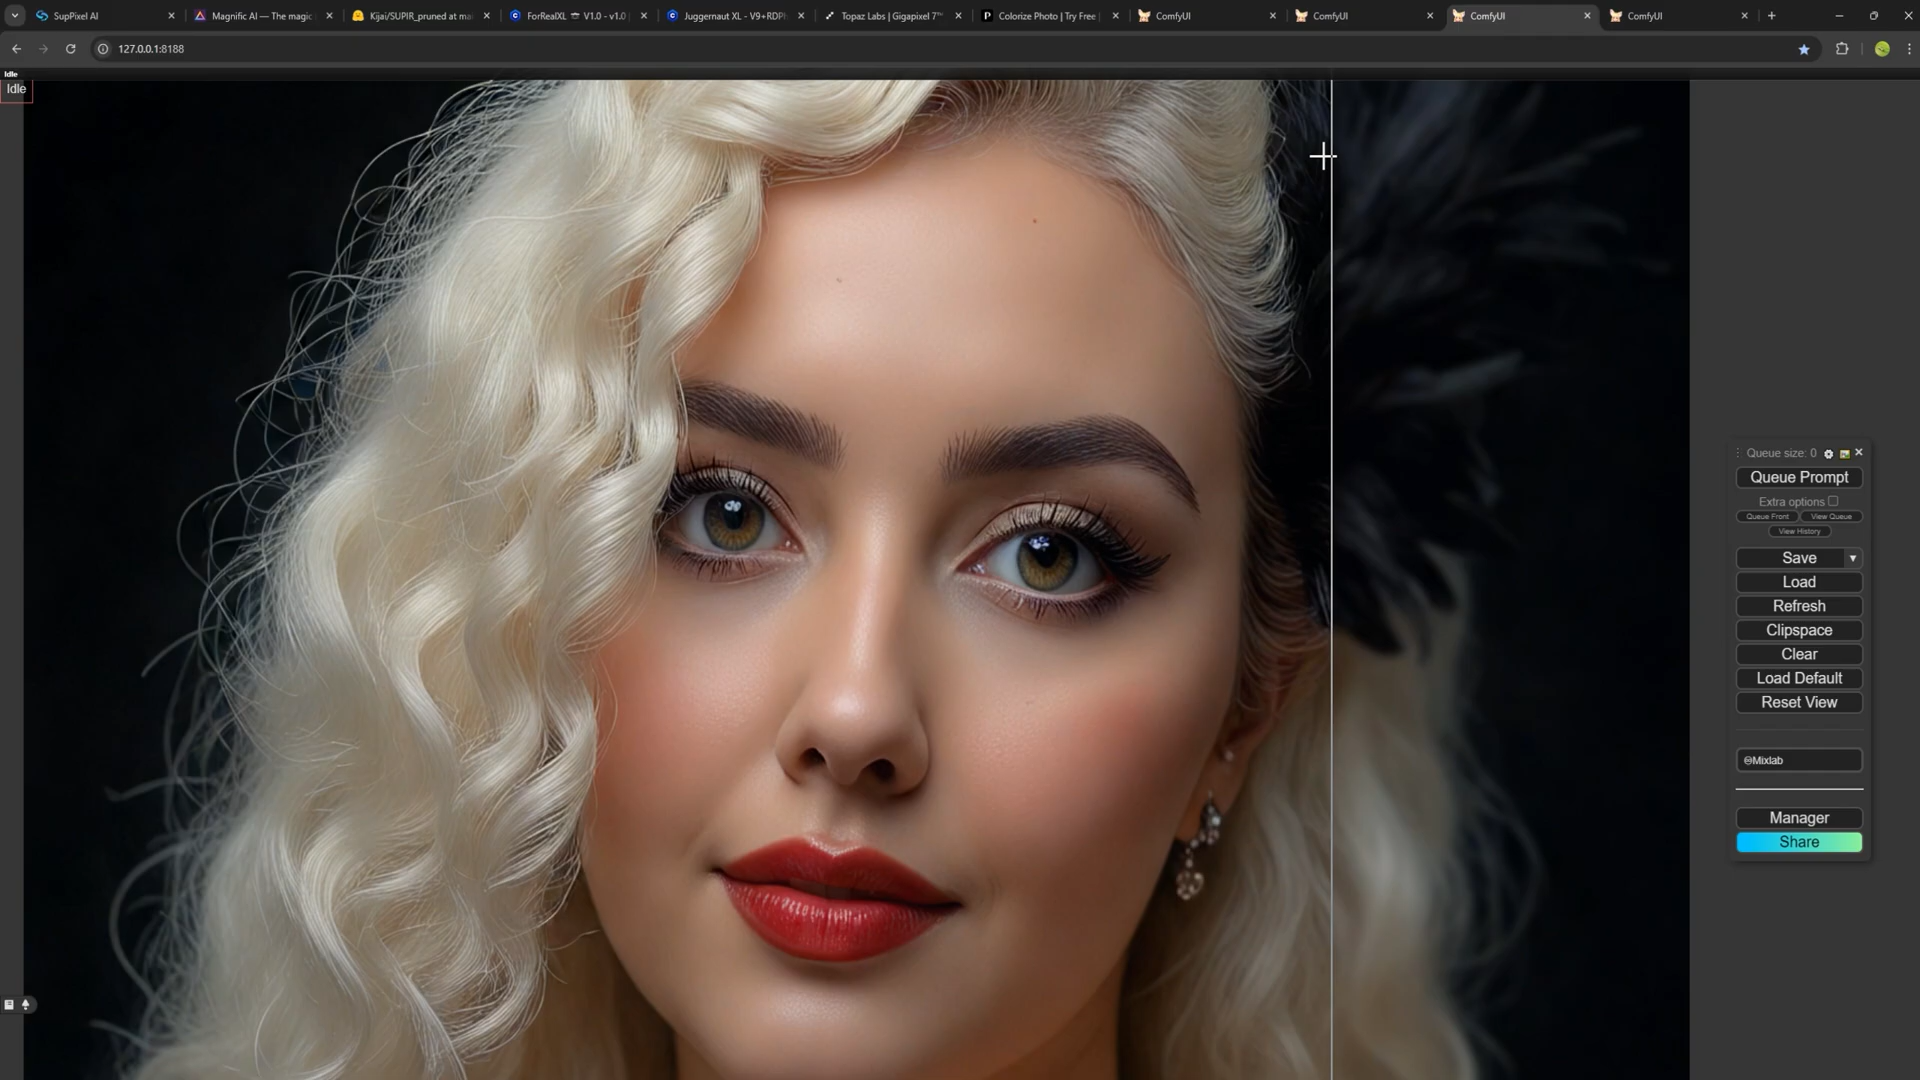 SupPixel AI
Magnific AI — The magic
Kijai/SUPIR_pruned at ma
ForRealXL
V1.0 - v1.0
Juggernaut XL - V9+RDP
Topaz Labs | Gigapixel 7™
Colorize Photo | Try Free
ComfyUI
ComfyUI
ComfyUI
ComfyUI
127.0.0.1:8188
Idle
Idle
Queue size: 0
Queue Prompt
Extra options
Queue Front
View Queue
View History
Save
Load
Refresh
Clipspace
Clear
Load Default
Reset View
Mixlab
Manager
Share